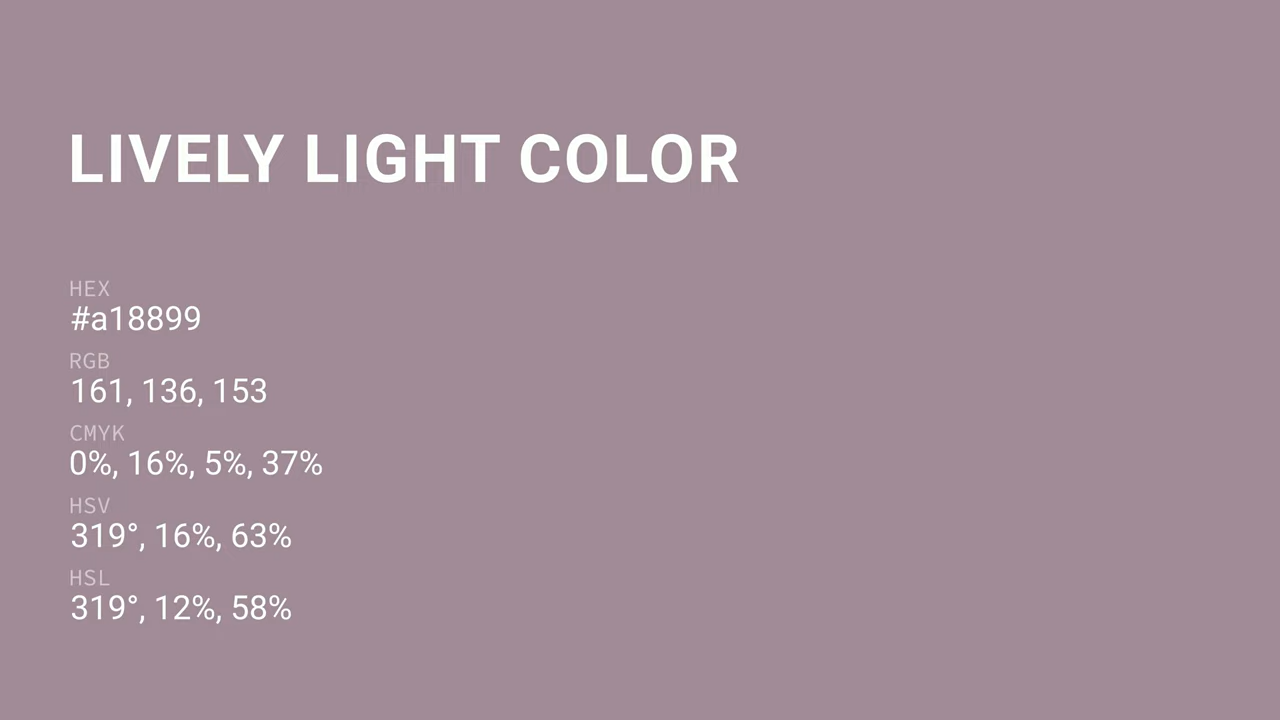 LIVELY LIGHT COLOR
HEX
#a18899
RGB
161, 136, 153
CMYK
0%, 16%, 5%, 37%
HSV
319°, 16%, 63%
HSL
319°, 12%, 58%